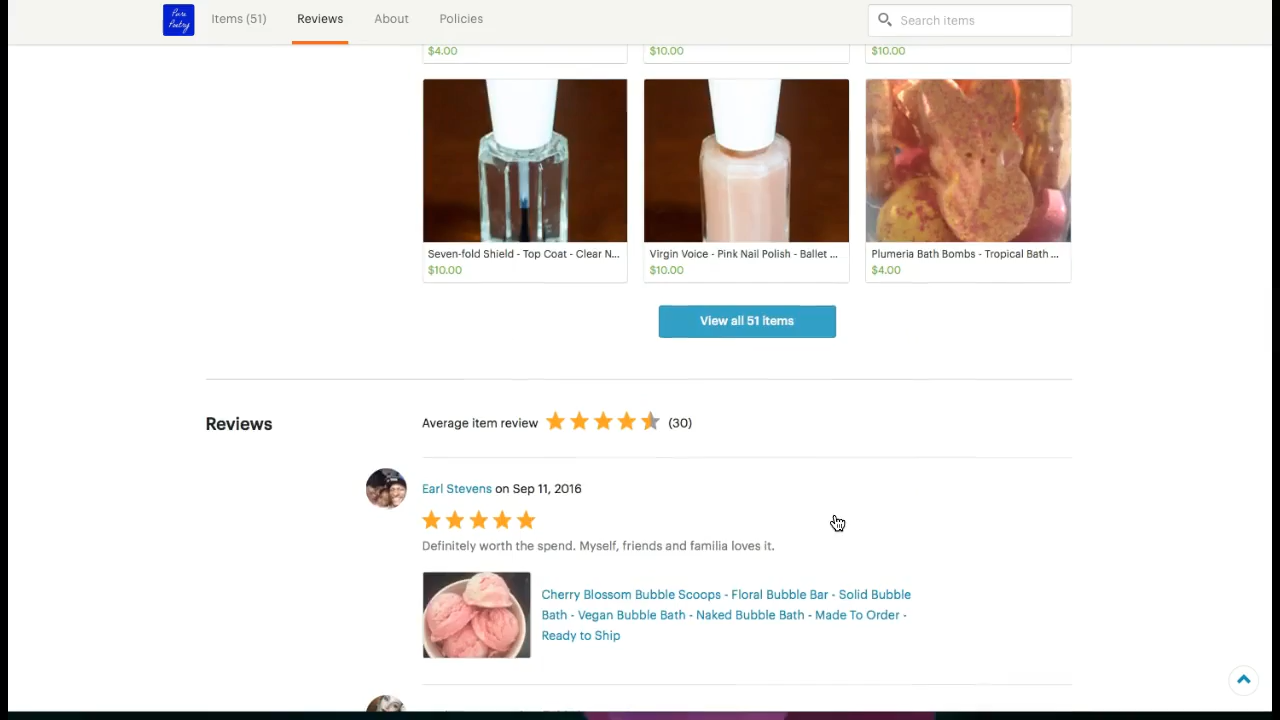 Pure
Poetry
Items (51)
Reviews
About
Policies
Search items
$4.00
$10.00
$10.00
Seven-fold Shield - Top Coat - Clear N...
$10.00
Virgin Voice - Pink Nail Polish - Ballet ...
$10.00
Plumeria Bath Bombs - Tropical Bath ...
$4.00
View all 51 items
Reviews
Average item review
(30)
Earl Stevens on Sep 11, 2016
Definitely worth the spend. Myself, friends and familia loves it.
Cherry Blossom Bubble Scoops - Floral Bubble Bar - Solid Bubble
Bath - Vegan Bubble Bath - Naked Bubble Bath - Made To Order -
Ready to Ship